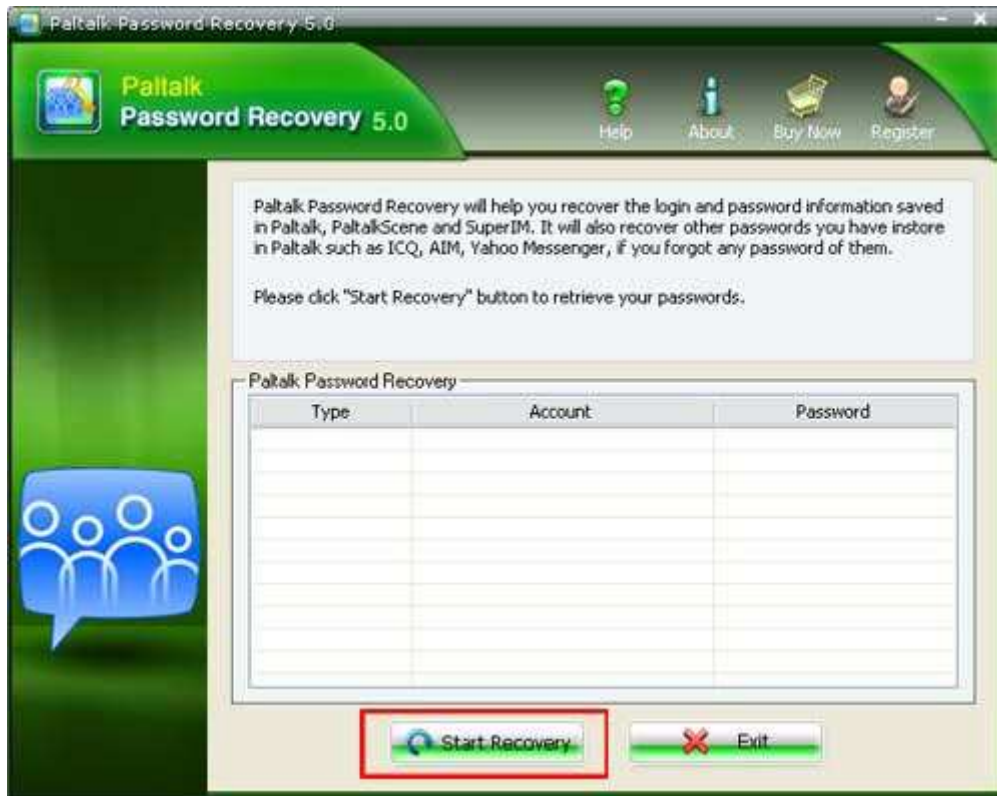 Paltalk Password Recovery 5.0
Paltalk
Password Recovery 5.0
Help
About
Buy Now
Register
Paltalk Password Recovery will help you recover the login and password information saved
in Paltalk, PaltalkScene and SuperIM. It will also recover other passwords you have instore
in Paltalk such as ICQ, AIM, Yahoo Messenger, if you forgot any password of them.
Please click "Start Recovery" button to retrieve your passwords.
Paltalk Password Recovery
Type Account Password
Start Recovery
Exit